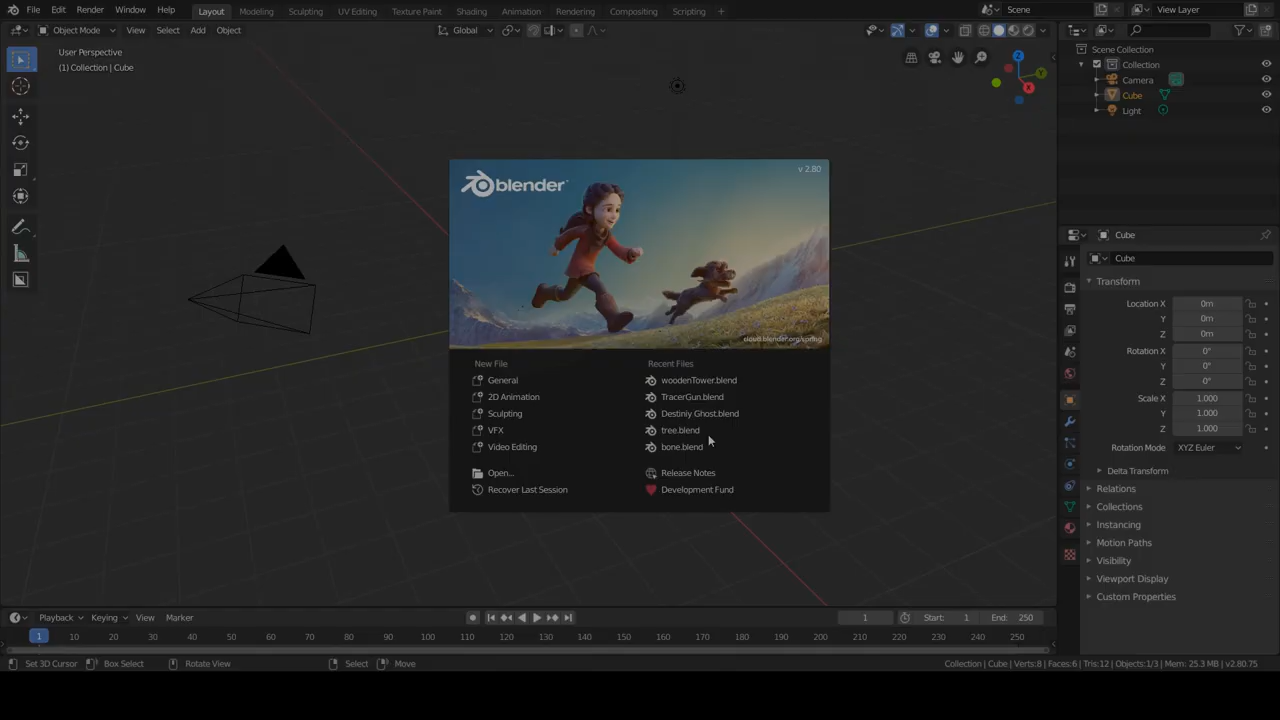 File Edit Render Window Help Layout Modeling Sculpting UV Editing Texture Paint Shading Animation Rendering Compositing Scripting + Scene View Layer
Object Mode View Select Add Object Global
User Perspective
(1) Collection | Cube
Z
Y
X
Scene Collection
Collection
Camera
Cube
Light
blender
v 2.80
cloud.blender.org/spring
New File
General
2D Animation
Sculpting
VFX
Video Editing
Open...
Recover Last Session
Recent Files
woodenTower.blend
TracerGun.blend
Destiniy Ghost.blend
tree.blend
bone.blend
Release Notes
Development Fund
Cube
Cube
Transform
Location X 0m
Y 0m
Z 0m
Rotation X 0°
Y 0°
Z 0°
Scale X 1.000
Y 1.000
Z 1.000
Rotation Mode XYZ Euler
Delta Transform
Relations
Collections
Instancing
Motion Paths
Visibility
Viewport Display
Custom Properties
Playback Keying View Marker 1 Start: 1 End: 250
1 10 20 30 40 50 60 70 80 90 100 110 120 130 140 150 160 170 180 190 200 210 220 230 240 250
Set 3D Cursor Box Select Rotate View Select Move Collection | Cube | Verts:8 | Faces:6 | Tris:12 | Objects:1/3 | Mem: 25.3 MB | v2.80.75